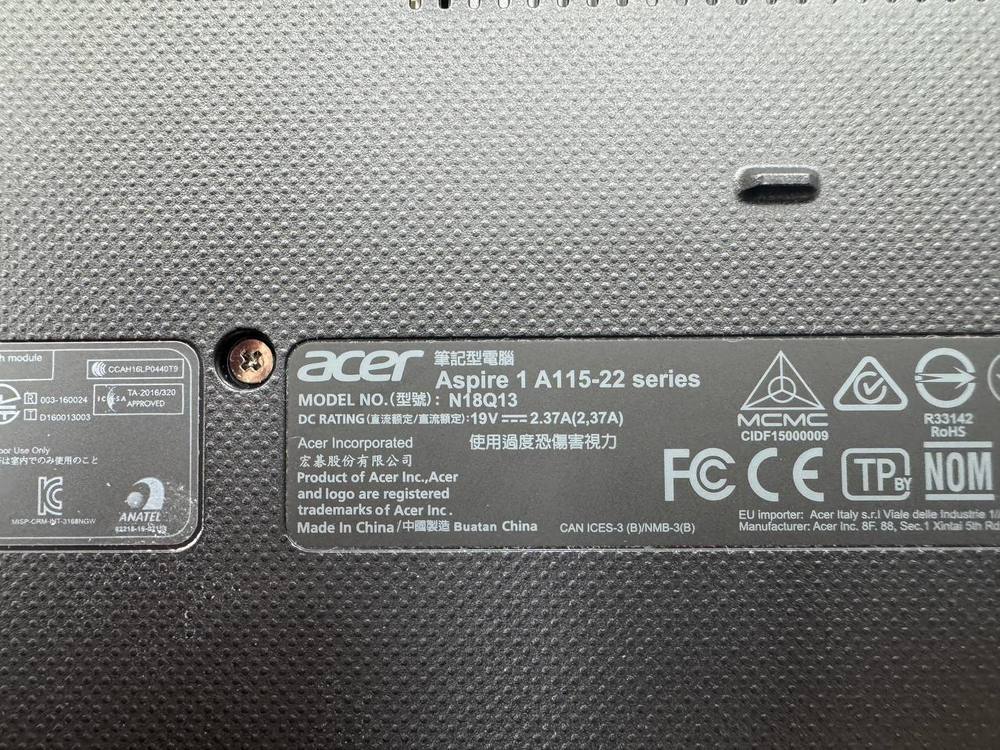 h module
CCAH16LP0440T9
R 003-160024
T D160013003
ICASA
TA-2016/320
APPROVED
oor Use Only
は室内でのみ使用のこと
MSIP-CRM-INT-3168NGW
ANATEL
acer 筆記型電腦
Aspire 1 A115-22 series
MODEL NO.(型號): N18Q13
DC RATING(直流額定/直流額定):19V 2.37A(2,37A)
Acer Incorporated 使用過度恐傷害視力
宏碁股份有限公司
Product of Acer Inc.,Acer
and logo are registered
trademarks of Acer Inc .
Made In China/中國製造 Buatan China CAN ICES-3 (B)/NMB-3(B)
MCMC
CIDF15000009
R33142
RoHS
FC CE TP BY NOM
EU importer: Acer Italy s.r.l Viale delle Industrie 1/
Manufacturer: Acer Inc. 8F. 88, Sec.1 Xintai 5th Rd